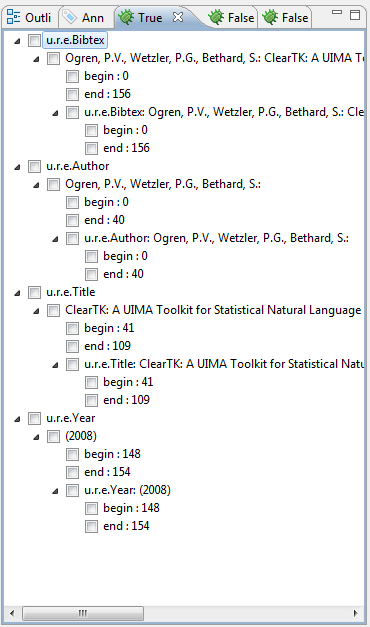 Outli Ann True False False
u.r.e.Bibtex
Ogren, P.V., Wetzler, P.G., Bethard, S.: ClearTK: A UIMA T
begin : 0
end : 156
u.r.e.Bibtex: Ogren, P.V., Wetzler, P.G., Bethard, S.: Cle
begin : 0
end : 156
u.r.e.Author
Ogren, P.V., Wetzler, P.G., Bethard, S.:
begin : 0
end : 40
u.r.e.Author: Ogren, P.V., Wetzler, P.G., Bethard, S.:
begin : 0
end : 40
u.r.e.Title
ClearTK: A UIMA Toolkit for Statistical Natural Language
begin : 41
end : 109
u.r.e.Title: ClearTK: A UIMA Toolkit for Statistical Natu
begin : 41
end : 109
u.r.e.Year
(2008)
begin : 148
end : 154
u.r.e.Year: (2008)
begin : 148
end : 154